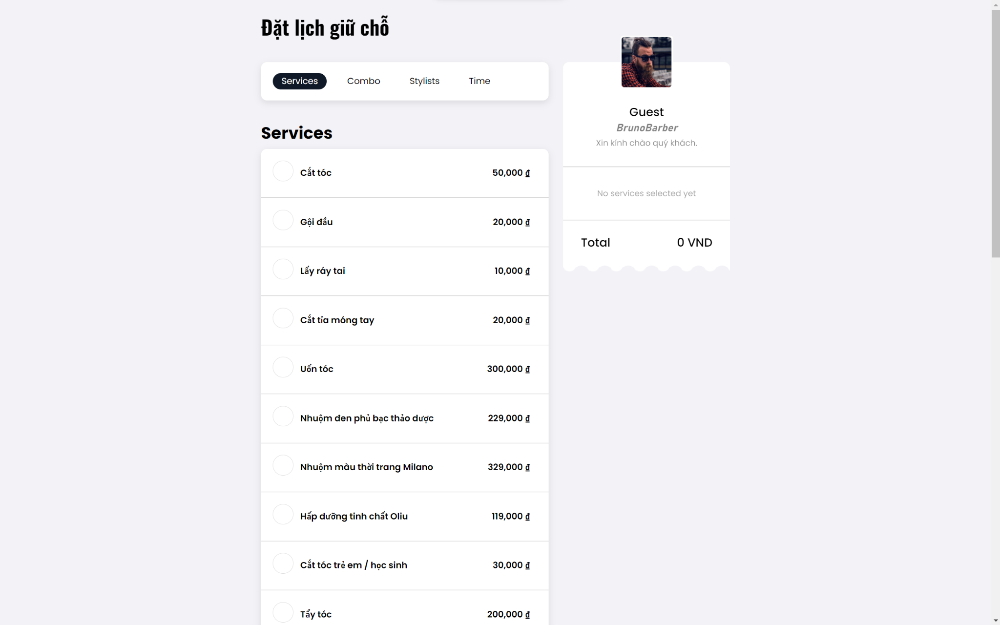 Đặt lịch giữ chỗ
Services
Combo
Stylists
Time
Services
Cắt tóc 50,000 ₫
Gội đầu 20,000 ₫
Lấy ráy tai 10,000 ₫
Cắt tỉa móng tay 20,000 ₫
Uốn tóc 300,000 ₫
Nhuộm đen phủ bạc thảo dược 229,000 ₫
Nhuộm màu thời trang Milano 329,000 ₫
Hấp dưỡng tinh chất Oliu 119,000 ₫
Cắt tóc trẻ em / học sinh 30,000 ₫
Tẩy tóc 200,000 ₫
Guest
BrunoBarber
Xin kính chào quý khách.
No services selected yet
Total 0 VND